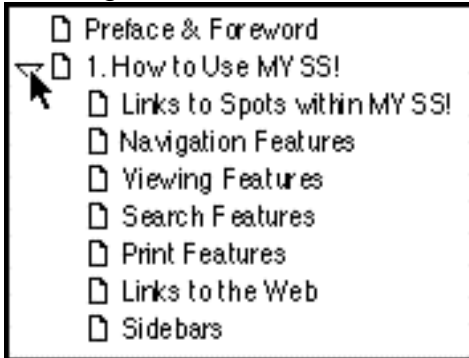 Preface & Foreword
1. How to Use MY SS!
Links to Spots within MY SS!
Navigation Features
Viewing Features
Search Features
Print Features
Links to the Web
Sidebars